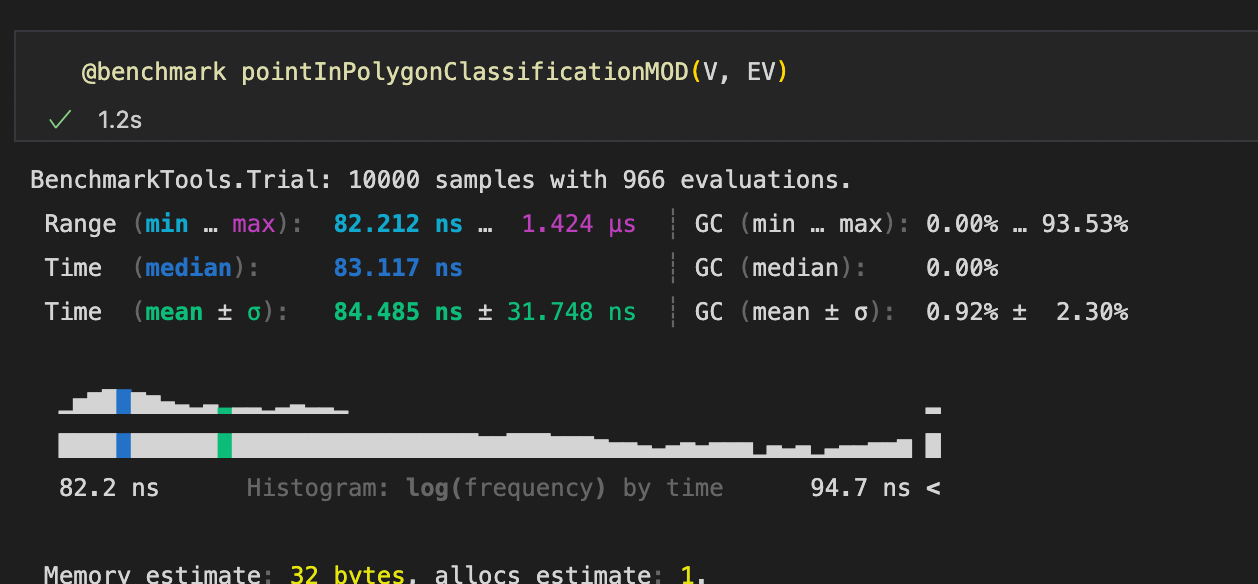 @benchmark pointInPolygonClassificationMOD(V, EV)
1.2s
BenchmarkTools.Trial: 10000 samples with 966 evaluations.
Range (min … max): 82.212 ns … 1.424 μs ┊ GC (min … max): 0.00% … 93.53%
Time (median): 83.117 ns ┊ GC (median): 0.00%
Time (mean ± σ): 84.485 ns ± 31.748 ns ┊ GC (mean ± σ): 0.92% ± 2.30%
82.2 ns Histogram: log(frequency) by time 94.7 ns <
Memory estimate: 32 bytes, allocs estimate: 1.